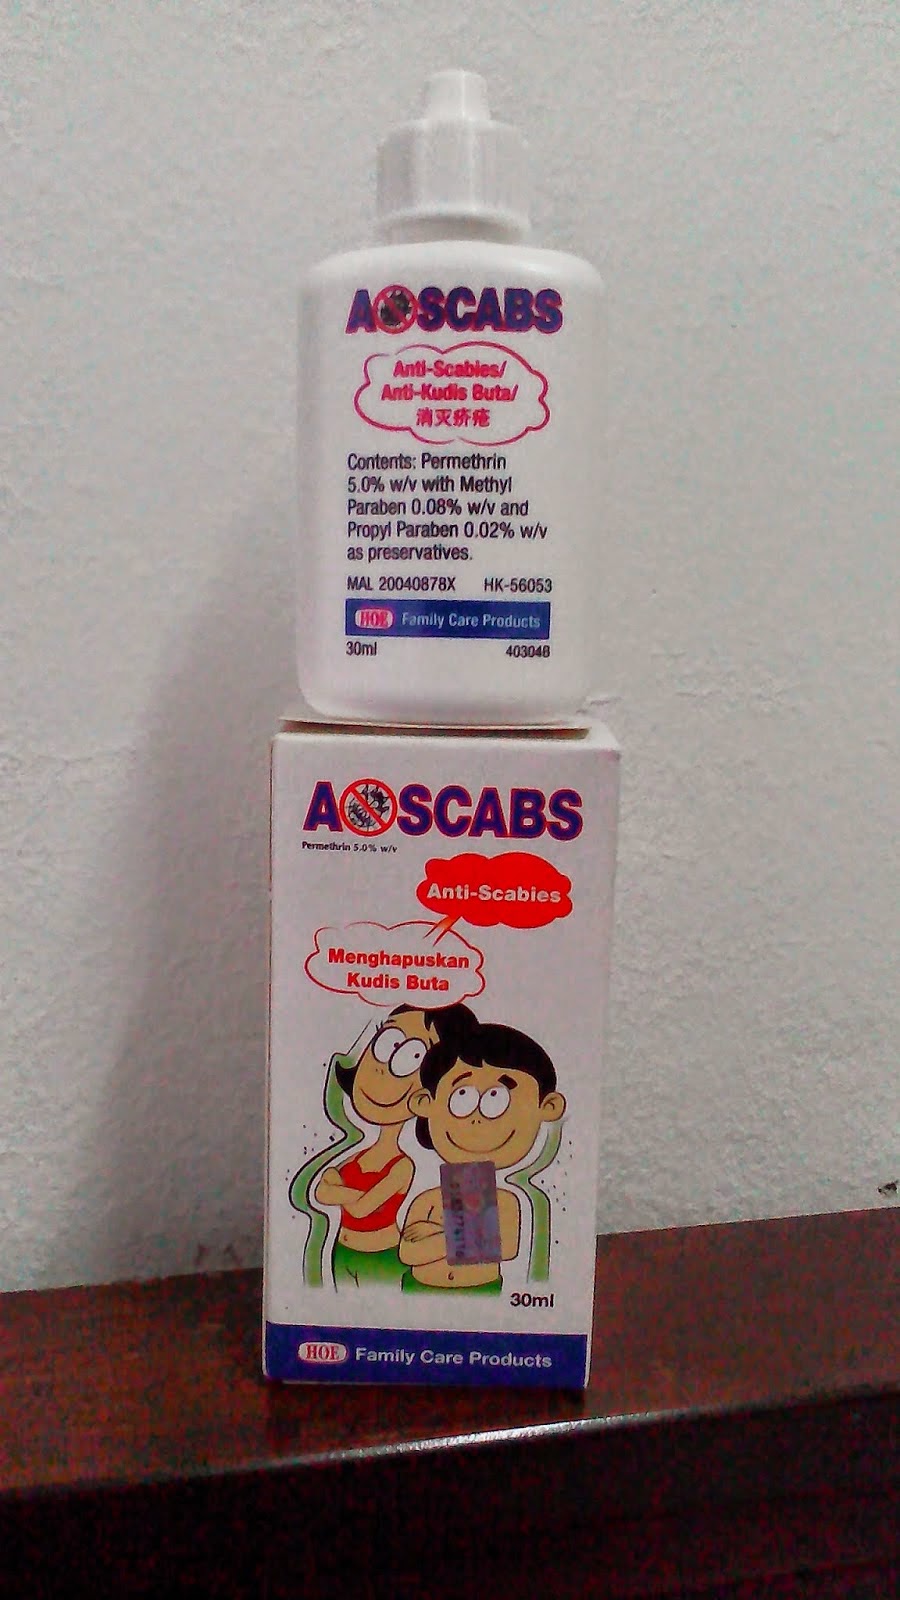 A SCABS
Anti-Scabies/
Anti-Kudis Buta/
消灭疥疮
Contents: Permethrin
5.0% w/v with Methyl
Paraben 0.08% w/v and
Propyl Paraben 0.02% w/v
as preservatives.
MAL 20040878X HK-56053
HOE Family Care Products
30ml 403048
A SCABS
Permethrin 5.0% w/v
Anti-Scabies
Menghapuskan
Kudis Buta
30ml
HOE Family Care Products